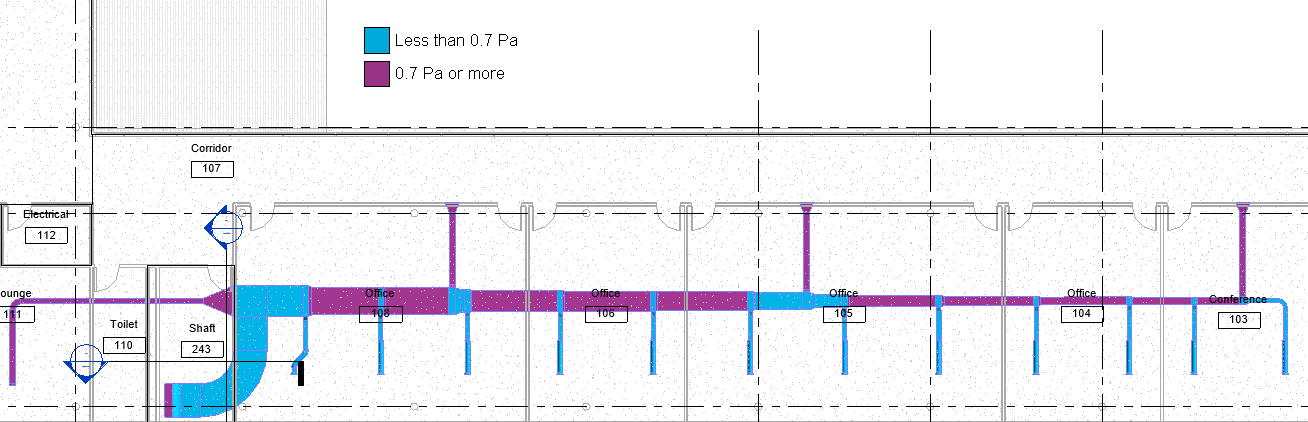 Less than 0.7 Pa
0.7 Pa or more
Corridor
107
Electrical
112
ounge
111
Toilet
110
Shaft
243
Office
108
Office
106
Office
105
Office
104
Conference
103